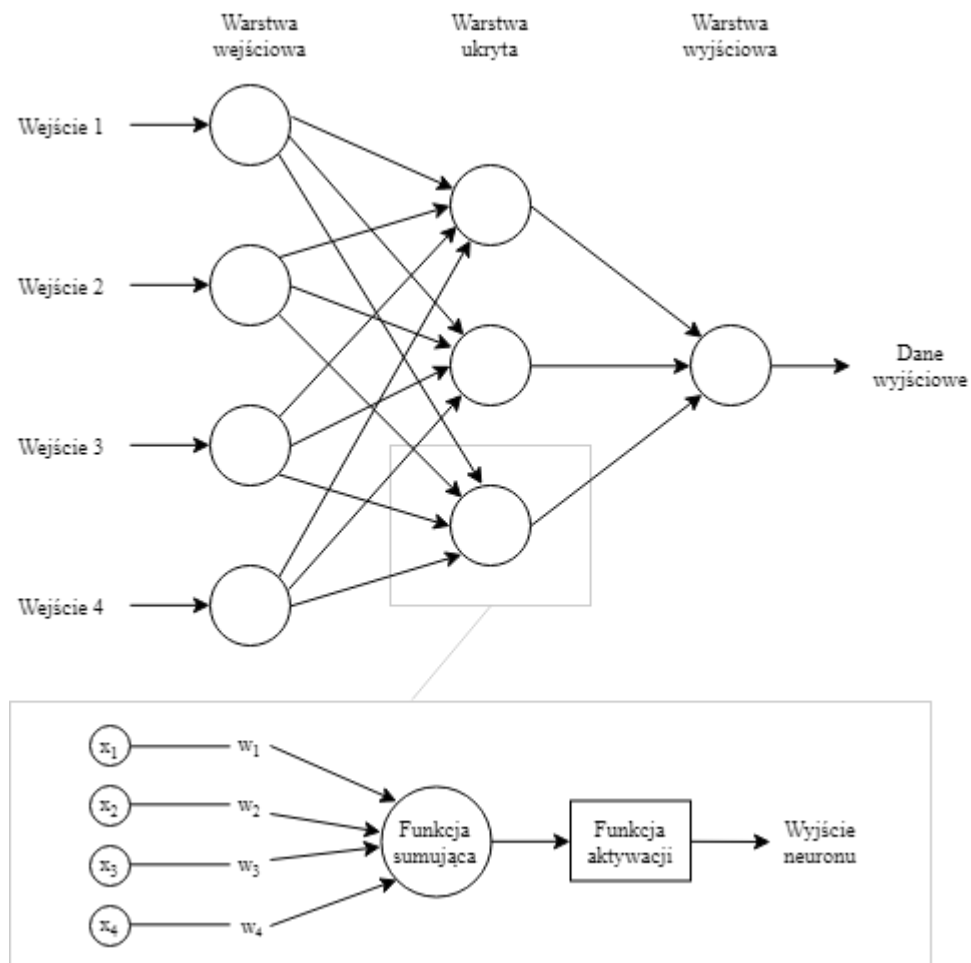 Warstwa
wejściowa
Warstwa
ukryta
Warstwa
wyjściowa
Wejście 1
Wejście 2
Wejście 3
Wejście 4
Dane
wyjściowe
x₁
w₁
x₂
w₂
x₃
w₃
x₄
w₄
Funkcja
sumująca
Funkcja
aktywacji
Wyjście
neuronu